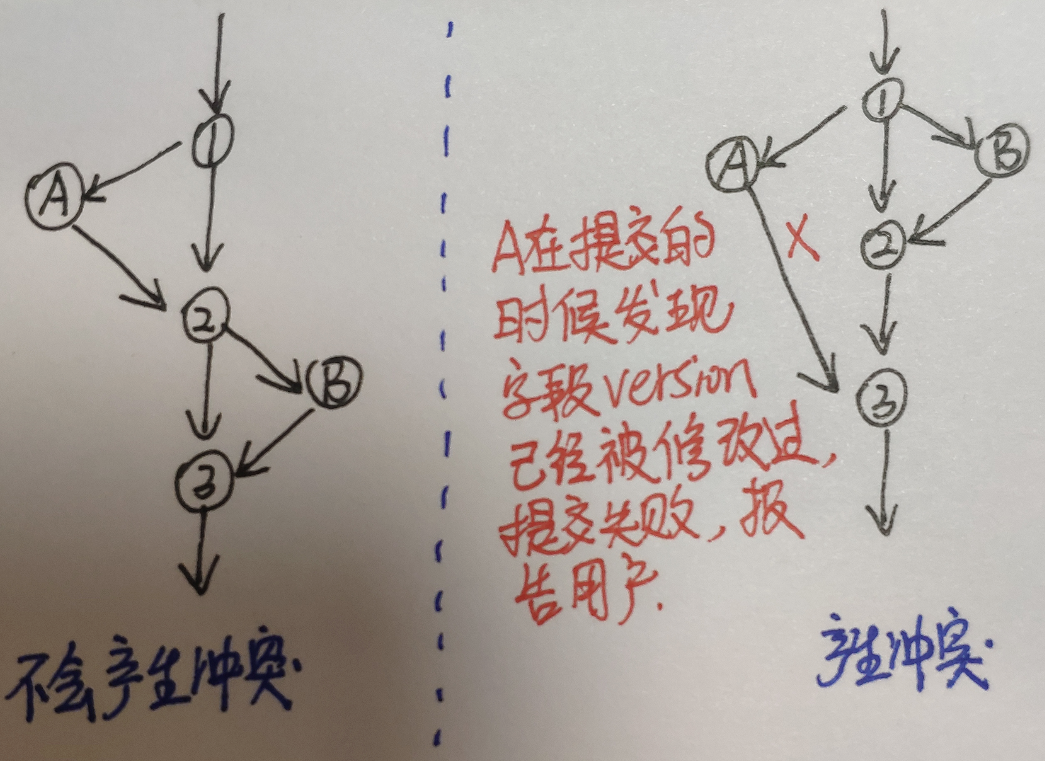 1
A
2
B
3
不会产生冲突.
1
A
B
2
3
X
A在提交的
时候发现
字段version
已经被修改过,
提交失败,报
告用户.
产生冲突.